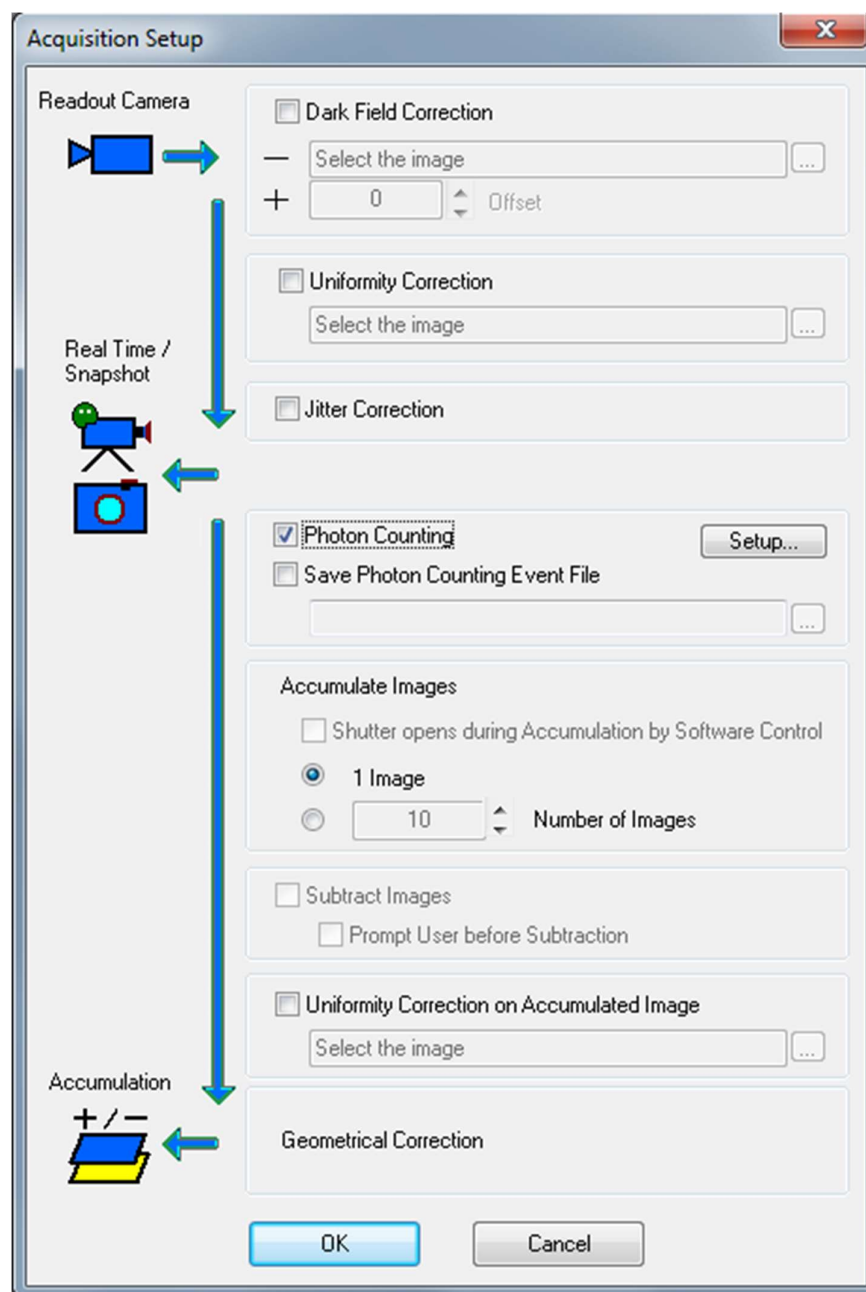 Acquisition Setup
Readout Camera
Dark Field Correction
− Select the image ...
+ 0 Offset
Uniformity Correction
Select the image ...
Real Time /
Snapshot
Jitter Correction
Photon Counting Setup...
Save Photon Counting Event File
...
Accumulate Images
Shutter opens during Accumulation by Software Control
1 Image
10 Number of Images
Subtract Images
Prompt User before Subtraction
Uniformity Correction on Accumulated Image
Select the image ...
Accumulation
+ / −
Geometrical Correction
OK Cancel